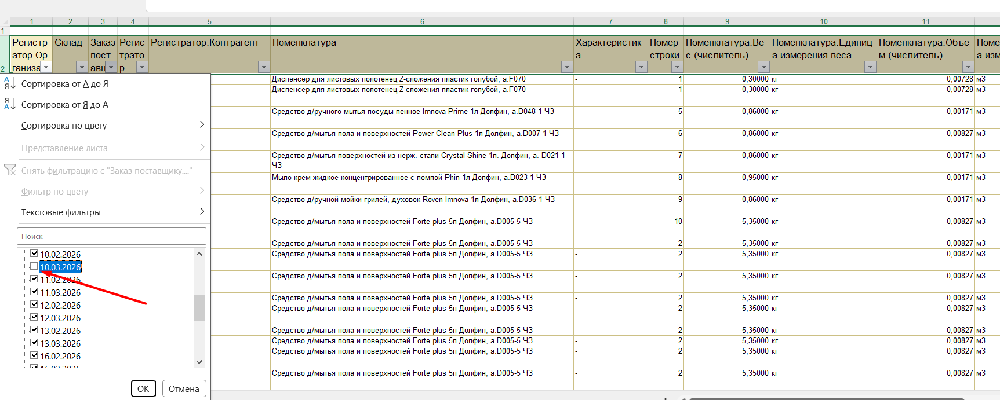 1 2 3 4 5 6 7 8 9 10 11
1
Регистр Склад Заказ Регис Регистратор.Контрагент Номенклатура Характеристик Номер Номенклатура.Ве Номенклатура.Единиц Номенклатура.Объе Номе
атор.Ор пост трато а строки с (числитель) а измерения веса м (числитель) а изм
2 ганиза авц р
Диспенсер для листовых полотенец Z-сложения пластик голубой, а.F070 - 1 0,30000 кг 0,00728 м3
Диспенсер для листовых полотенец Z-сложения пластик голубой, а.F070 - 1 0,30000 кг 0,00728 м3
Средство д/ручного мытья посуды пенное Imnova Prime 1л Долфин, а.D048-1 ЧЗ - 5 0,86000 кг 0,00171 м3
Средство д/мытья пола и поверхностей Power Clean Plus 1л Долфин, а.D007-1 ЧЗ - 6 0,86000 кг 0,00827 м3
Средство д/мытья поверхностей из нерж. стали Crystal Shine 1л. Долфин, а. D021-1 - 7 0,86000 кг 0,00171 м3
ЧЗ
Мыло-крем жидкое концентрированное с помпой Phin 1л Долфин, а.D023-1 ЧЗ - 8 0,95000 кг 0,00171 м3
Средство д/ручной мойки грилей, духовок Roven Imnova 1л Долфин, а.D036-1 ЧЗ - 9 0,86000 кг 0,00171 м3
Средство д/мытья пола и поверхностей Forte plus 5л Долфин, а.D005-5 ЧЗ - 10 5,35000 кг 0,00827 м3
Средство д/мытья пола и поверхностей Forte plus 5л Долфин, а.D005-5 ЧЗ - 2 5,35000 кг 0,00827 м3
Средство д/мытья пола и поверхностей Forte plus 5л Долфин, а.D005-5 ЧЗ - 2 5,35000 кг 0,00827 м3
Средство д/мытья пола и поверхностей Forte plus 5л Долфин, а.D005-5 ЧЗ - 2 5,35000 кг 0,00827 м3
Средство д/мытья пола и поверхностей Forte plus 5л Долфин, а.D005-5 ЧЗ - 2 5,35000 кг 0,00827 м3
Средство д/мытья пола и поверхностей Forte plus 5л Долфин, а.D005-5 ЧЗ - 2 5,35000 кг 0,00827 м3
Средство д/мытья пола и поверхностей Forte plus 5л Долфин, а.D005-5 ЧЗ - 2 5,35000 кг 0,00827 м3
Средство д/мытья пола и поверхностей Forte plus 5л Долфин, а.D005-5 ЧЗ - 2 5,35000 кг 0,00827 м3
Средство д/мытья пола и поверхностей Forte plus 5л Долфин, а.D005-5 ЧЗ - 2 5,35000 кг 0,00827 м3
Средство д/мытья пола и поверхностей Forte plus 5л Долфин, а.D005-5 ЧЗ - 2 5,35000 кг 0,00827 м3
Сортировка от А до Я
Сортировка от Я до А
Сортировка по цвету
Представление листа
Снять фильтрацию с "Заказ поставщику...."
Фильтр по цвету
Текстовые фильтры
Поиск
10.02.2026
10.03.2026
11.02.2026
11.03.2026
12.02.2026
12.03.2026
13.02.2026
13.03.2026
16.02.2026
ОК Отмена